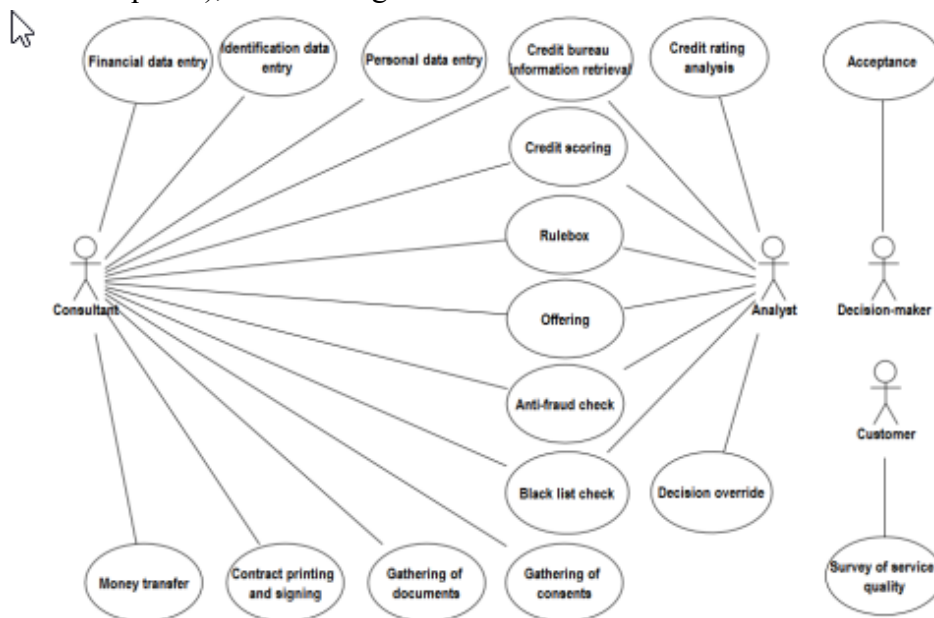 Financial data entry
Identification data
entry
Personal data entry
Credit bureau
information retrieval
Credit rating
analysis
Acceptance
Credit scoring
Rulebox
Consultant
Analyst
Decision-maker
Offering
Anti-fraud check
Customer
Black list check
Decision override
Money transfer
Contract printing
and signing
Gathering of
documents
Gathering of
consents
Survey of service
quality